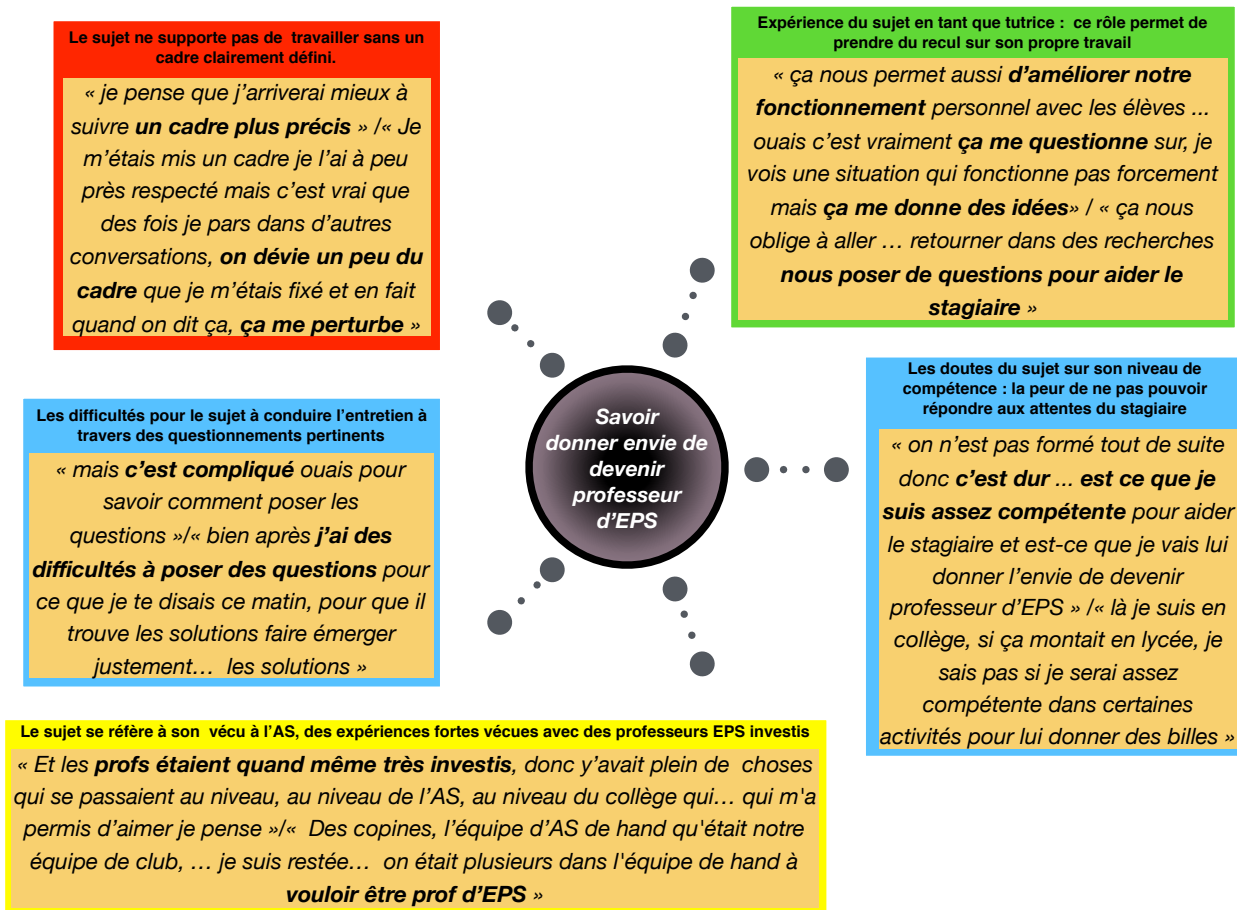 Le sujet ne supporte pas de travailler sans un
cadre clairement défini.
« je pense que j'arriverai mieux à
suivre un cadre plus précis » /« Je
m'étais mis un cadre je l'ai à peu
près respecté mais c'est vrai que
des fois je pars dans d'autres
conversations, on dévie un peu du
cadre que je m'étais fixé et en fait
quand on dit ça, ça me perturbe »
Expérience du sujet en tant que tutrice : ce rôle permet de
prendre du recul sur son propre travail
« ça nous permet aussi d'améliorer notre
fonctionnement personnel avec les élèves ...
ouais c'est vraiment ça me questionne sur, je
vois une situation qui fonctionne pas forcement
mais ça me donne des idées» / « ça nous
oblige à aller … retourner dans des recherches
nous poser de questions pour aider le
stagiaire »
Les difficultés pour le sujet à conduire l'entretien à
travers des questionnements pertinents
« mais c'est compliqué ouais pour
savoir comment poser les
questions »/« bien après j'ai des
difficultés à poser des questions pour
ce que je te disais ce matin, pour que il
trouve les solutions faire émerger
justement… les solutions »
Savoir
donner envie de
devenir
professeur
d'EPS
Les doutes du sujet sur son niveau de
compétence : la peur de ne pas pouvoir
répondre aux attentes du stagiaire
« on n'est pas formé tout de suite
donc c'est dur ... est ce que je
suis assez compétente pour aider
le stagiaire et est-ce que je vais lui
donner l'envie de devenir
professeur d'EPS » /« là je suis en
collège, si ça montait en lycée, je
sais pas si je serai assez
compétente dans certaines
activités pour lui donner des billes »
Le sujet se réfère à son vécu à l'AS, des expériences fortes vécues avec des professeurs EPS investis
« Et les profs étaient quand même très investis, donc y'avait plein de choses
qui se passaient au niveau, au niveau de l'AS, au niveau du collège qui… qui m'a
permis d'aimer je pense »/« Des copines, l'équipe d'AS de hand qu'était notre
équipe de club, … je suis restée… on était plusieurs dans l'équipe de hand à
vouloir être prof d'EPS »